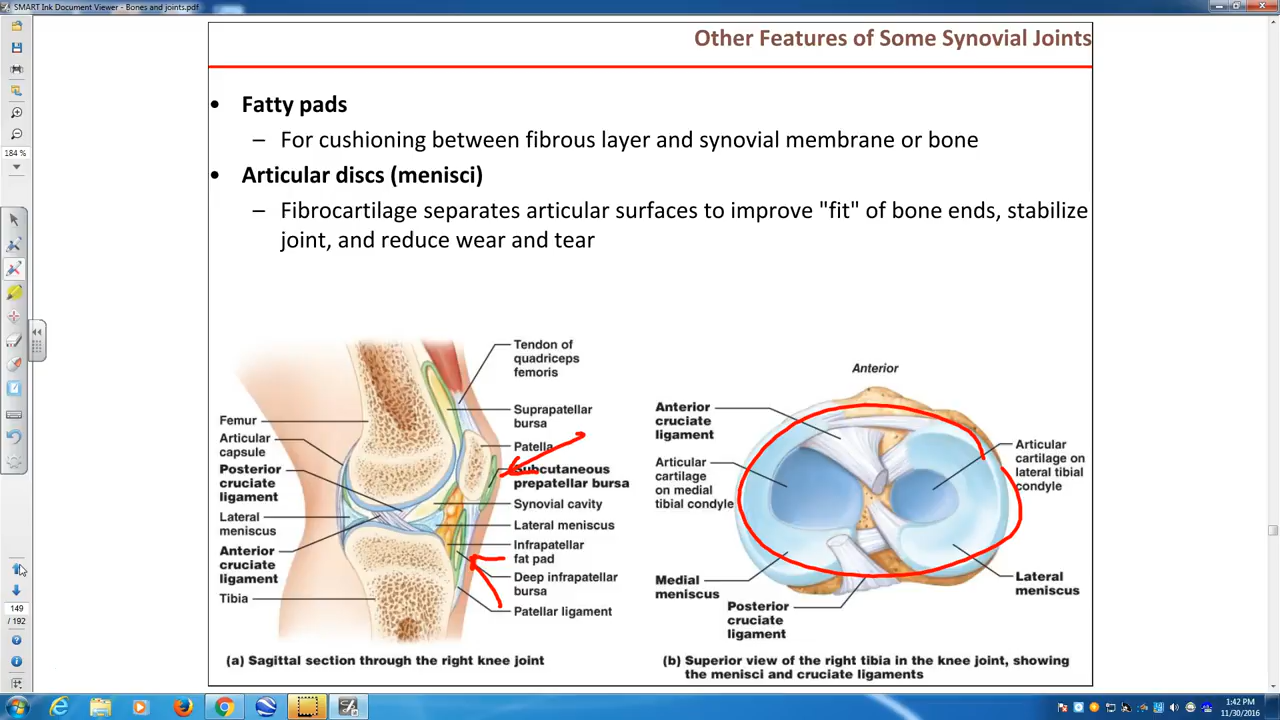 SMART Ink Document Viewer - Bones and joints.pdf
Other Features of Some Synovial Joints
• Fatty pads
– For cushioning between fibrous layer and synovial membrane or bone
• Articular discs (menisci)
– Fibrocartilage separates articular surfaces to improve "fit" of bone ends, stabilize
joint, and reduce wear and tear
184 %
Tendon of
quadriceps
femoris
Suprapatellar
bursa
Patella
Subcutaneous
prepatellar bursa
Synovial cavity
Lateral meniscus
Infrapatellar
fat pad
Deep infrapatellar
bursa
Patellar ligament
Femur
Articular
capsule
Posterior
cruciate
ligament
Lateral
meniscus
Anterior
cruciate
ligament
Tibia
(a) Sagittal section through the right knee joint
Anterior
Anterior
cruciate
ligament
Articular
cartilage
on medial
tibial condyle
Medial
meniscus
Posterior
cruciate
ligament
Articular
cartilage on
lateral tibial
condyle
Lateral
meniscus
(b) Superior view of the right tibia in the knee joint, showing
the menisci and cruciate ligaments
149
/ 192
1:42 PM
11/30/2016